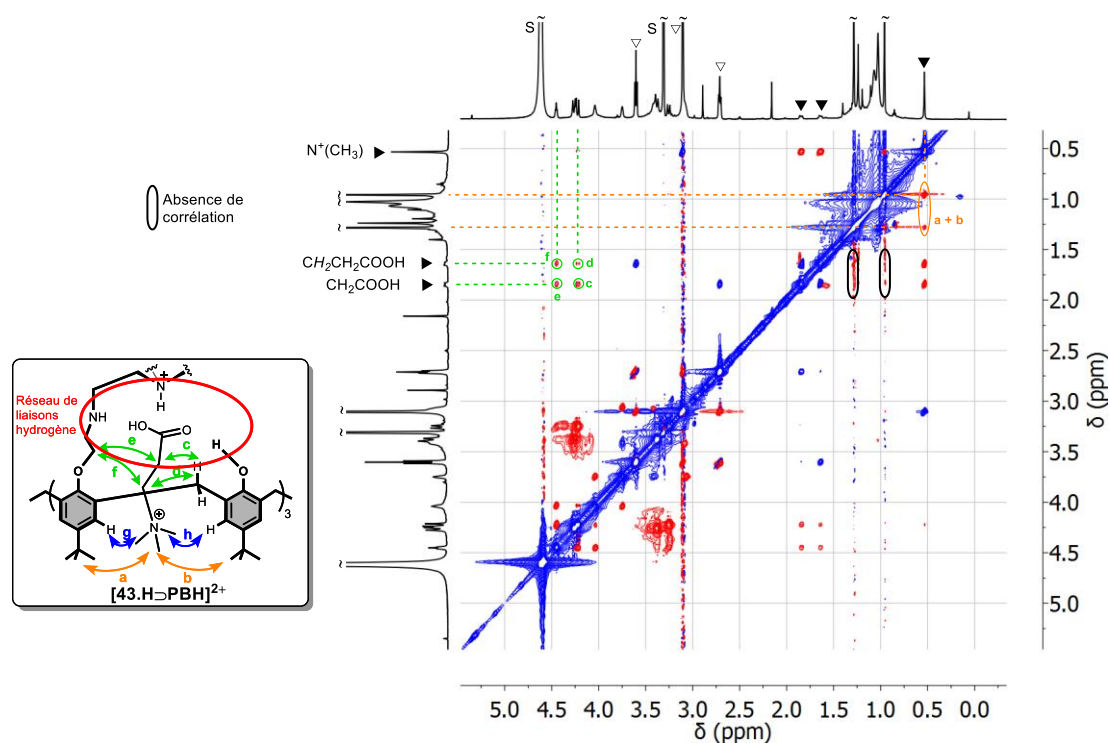 S ~ S ▽ ~ ▽ ~ ~ ▼
▽ ▼ ▼
N⁺(CH₃) ▶
~
~
~
Absence de
corrélation
CH₂CH₂COOH ▶
CH₂COOH ▶
~
~
~
f d
e c
a + b
0.5
1.0
1.5
2.0
2.5
3.0
3.5
4.0
4.5
5.0
δ (ppm)
5.0 4.5 4.0 3.5 3.0 2.5 2.0 1.5 1.0 0.5 0.0
δ (ppm)
Réseau de
liaisons
hydrogène
N +
H
NH
HO O
e c
H
O f d H O
H
3
H g N ⊕ h H
a b
[43.H⊃PBH]²⁺